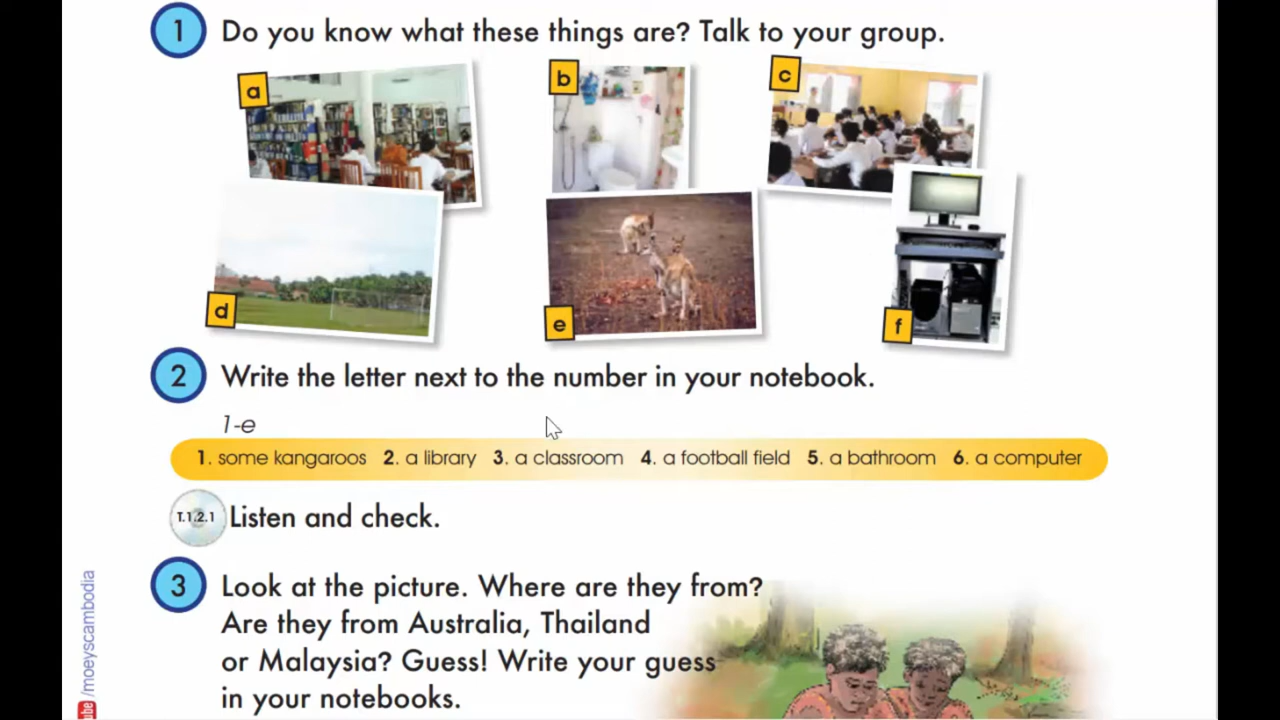 1 Do you know what these things are? Talk to your group.
a
b
c
d
e
f
2 Write the letter next to the number in your notebook.
1-e
1. some kangaroos 2. a library 3. a classroom 4. a football field 5. a bathroom 6. a computer
T.1.2.1 Listen and check.
3 Look at the picture. Where are they from?
Are they from Australia, Thailand
or Malaysia? Guess! Write your guess
in your notebooks.
/moeyscambodia